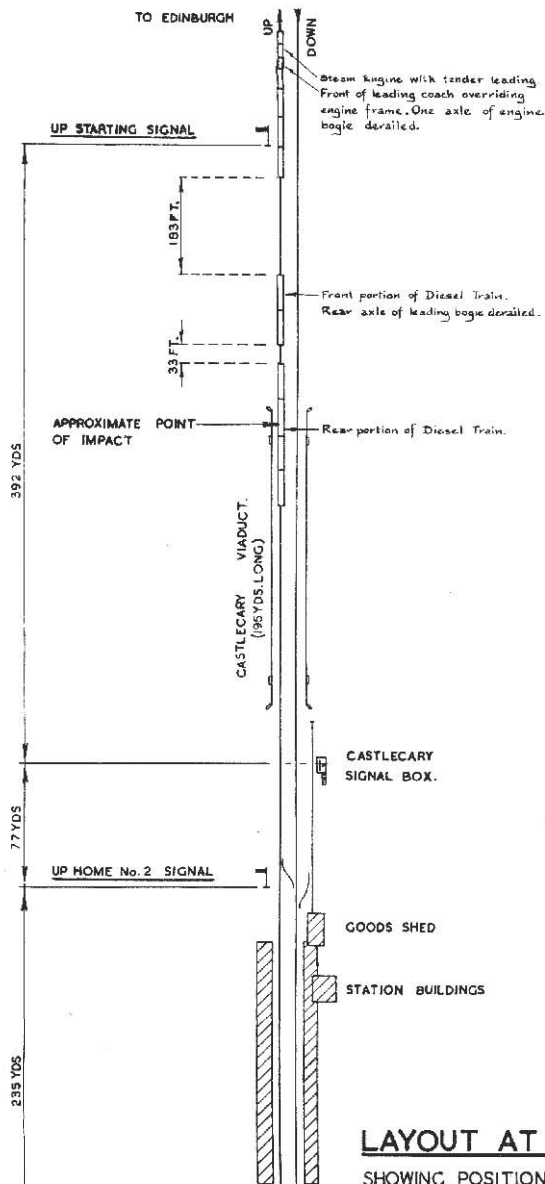 TO EDINBURGH
UP
DOWN
Steam Engine with tender leading.
Front of leading coach overriding
engine frame. One axle of engine
bogie derailed.
UP STARTING SIGNAL
183 FT.
Front portion of Diesel Train.
Rear axle of leading bogie derailed.
33 FT.
APPROXIMATE POINT
OF IMPACT
Rear portion of Diesel Train.
392 YDS
CASTLECARY VIADUCT.
(195 YDS. LONG)
CASTLECARY
SIGNAL BOX.
77 YDS
UP HOME No. 2 SIGNAL
GOODS SHED
STATION BUILDINGS
235 YDS
LAYOUT AT
SHOWING POSITION